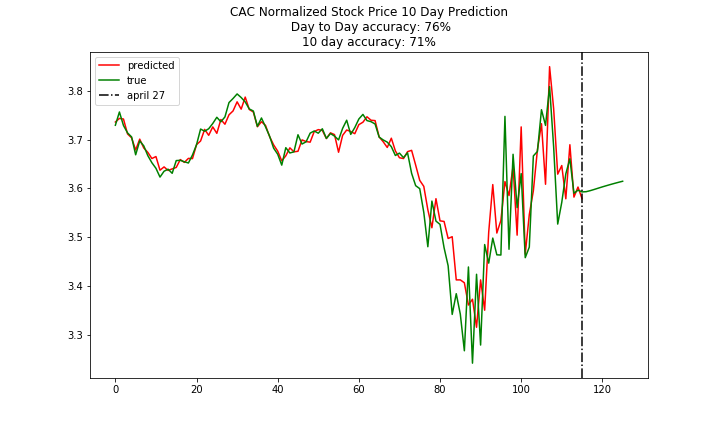 CAC Normalized Stock Price 10 Day Prediction
Day to Day accuracy: 76%
10 day accuracy: 71%
predicted
true
april 27
3.8
3.7
3.6
3.5
3.4
3.3
0 20 40 60 80 100 120